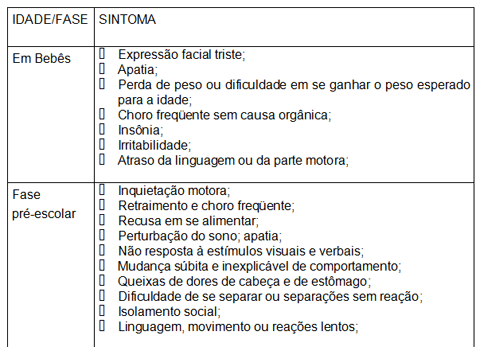 IDADE/FASE SINTOMA
Em Bebês
Expressão facial triste;
Apatia;
Perda de peso ou dificuldade em se ganhar o peso esperado
para a idade;
Choro freqüente sem causa orgânica;
Insônia;
Irritabilidade;
Atraso da linguagem ou da parte motora;
Fase
pré-escolar
Inquietação motora;
Retraimento e choro freqüente;
Recusa em se alimentar;
Perturbação do sono; apatia;
Não resposta á estímulos visuais e verbais;
Mudança súbita e inexplicável de comportamento;
Queixas de dores de cabeça e de estômago;
Dificuldade de se separar ou separações sem reação;
Isolamento social;
Linguagem, movimento ou reações lentos;